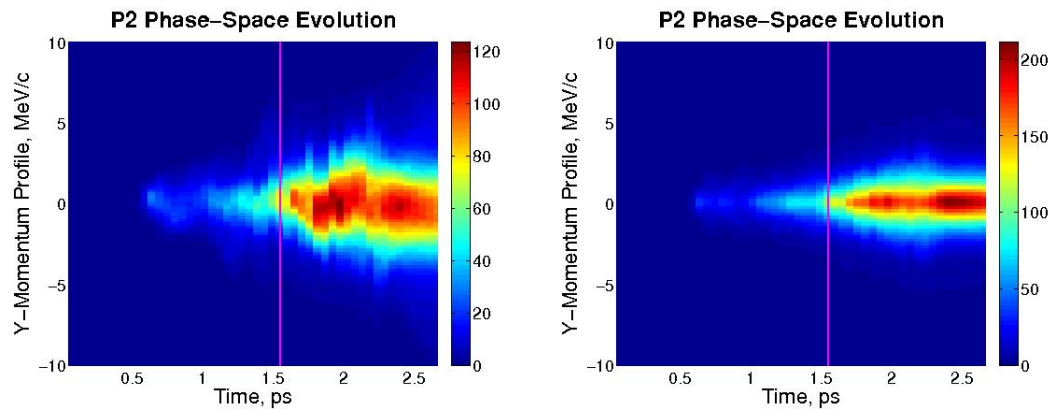 P2 Phase−Space Evolution
Y−Momentum Profile, MeV/c
10
5
0
−5
−10
0.5 1 1.5 2 2.5
Time, ps
120
100
80
60
40
20
0
P2 Phase−Space Evolution
Y−Momentum Profile, MeV/c
10
5
0
−5
−10
0.5 1 1.5 2 2.5
Time, ps
200
150
100
50
0